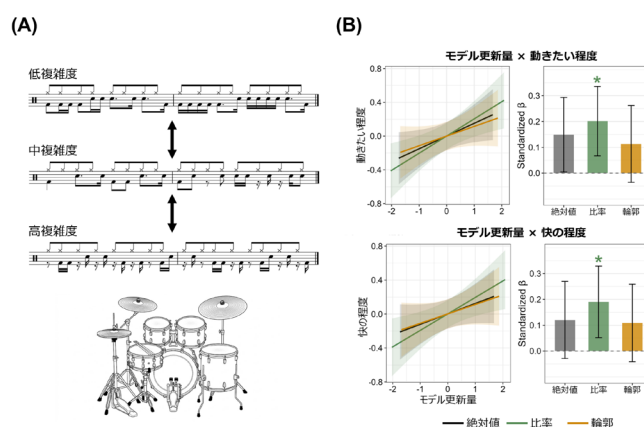 (A)
低複雑度
中複雑度
高複雑度
(B)
モデル更新量 × 動きたい程度
動きたい程度
0.8
0.4
0.0
-0.4
-0.8
-2 -1 0 1 2
Standardized β
0.3
0.2
0.1
0.0
*
絶対値 比率 輪郭
モデル更新量 × 快の程度
快の程度
0.8
0.4
0.0
-0.4
-0.8
-2 -1 0 1 2
モデル更新量
Standardized β
0.3
0.2
0.1
0.0
*
絶対値 比率 輪郭
絶対値 比率 輪郭